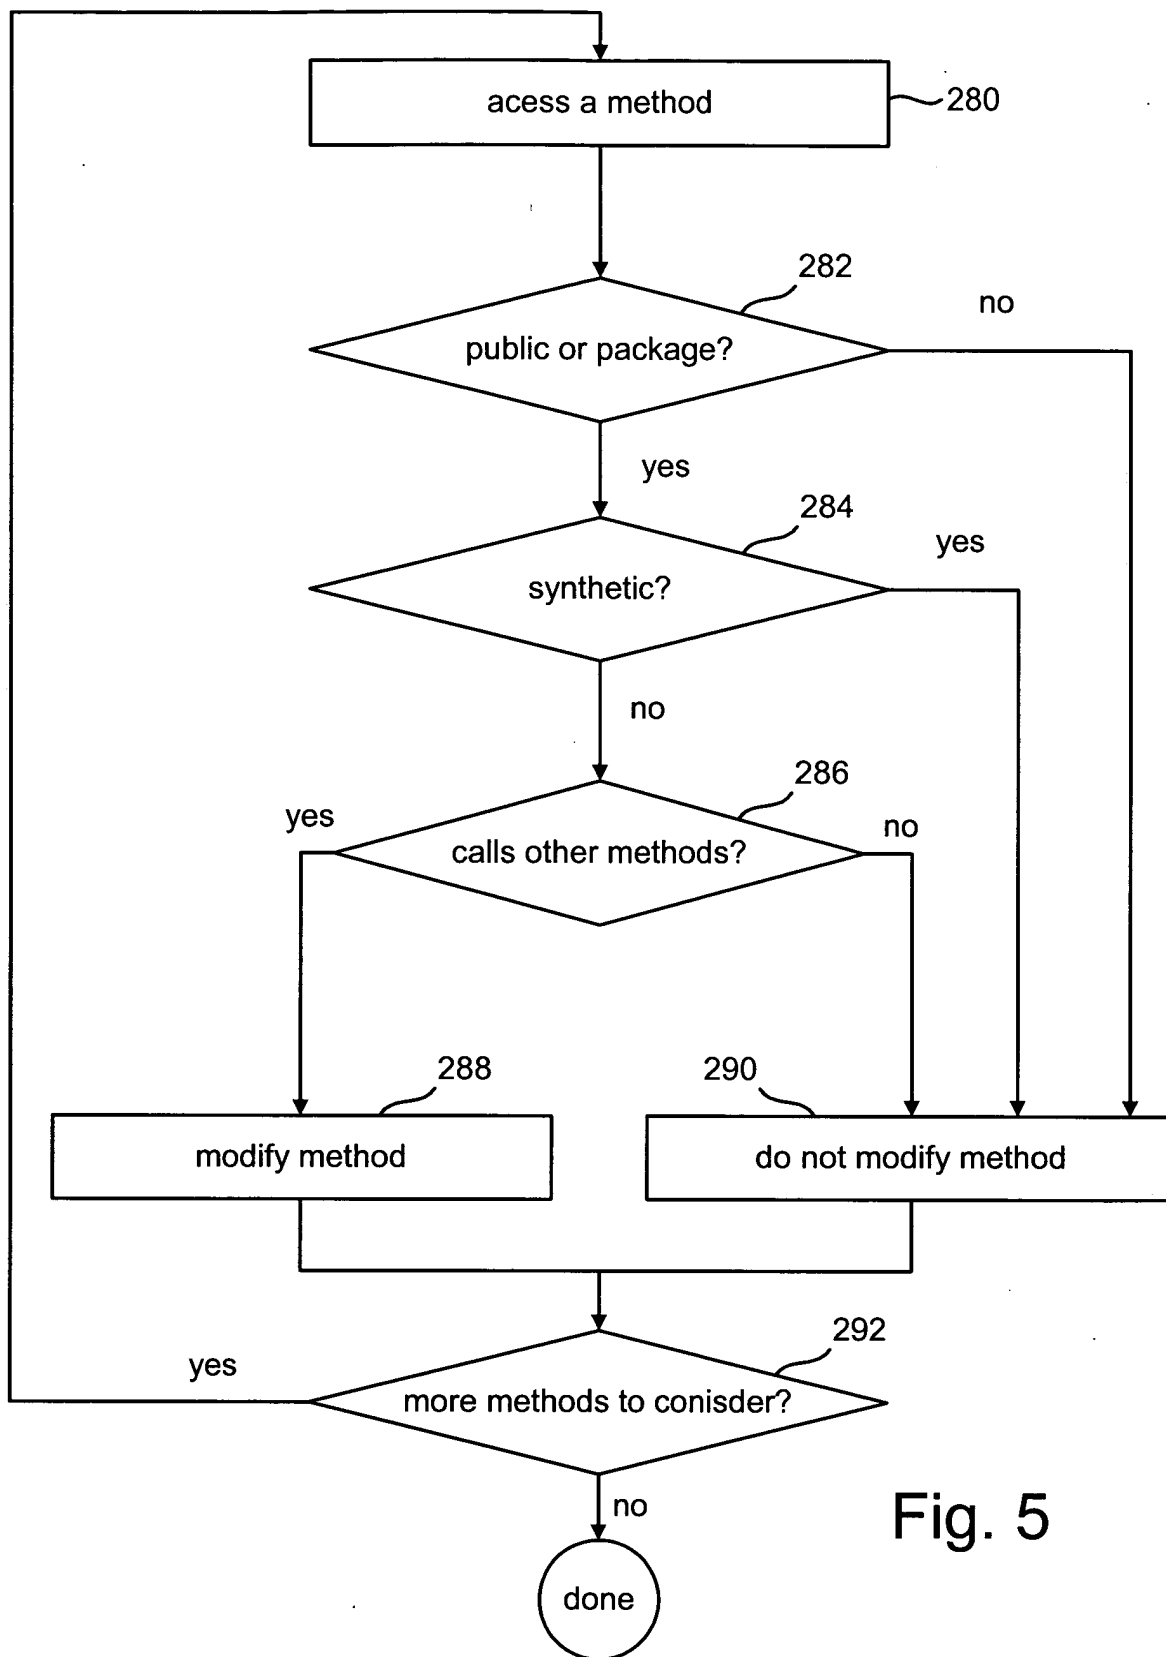 acess a method
280
282
no
public or package?
yes
284
yes
synthetic?
no
286
yes
no
calls other methods?
288
290
modify method
do not modify method
292
yes
more methods to conisder?
no
Fig. 5
done